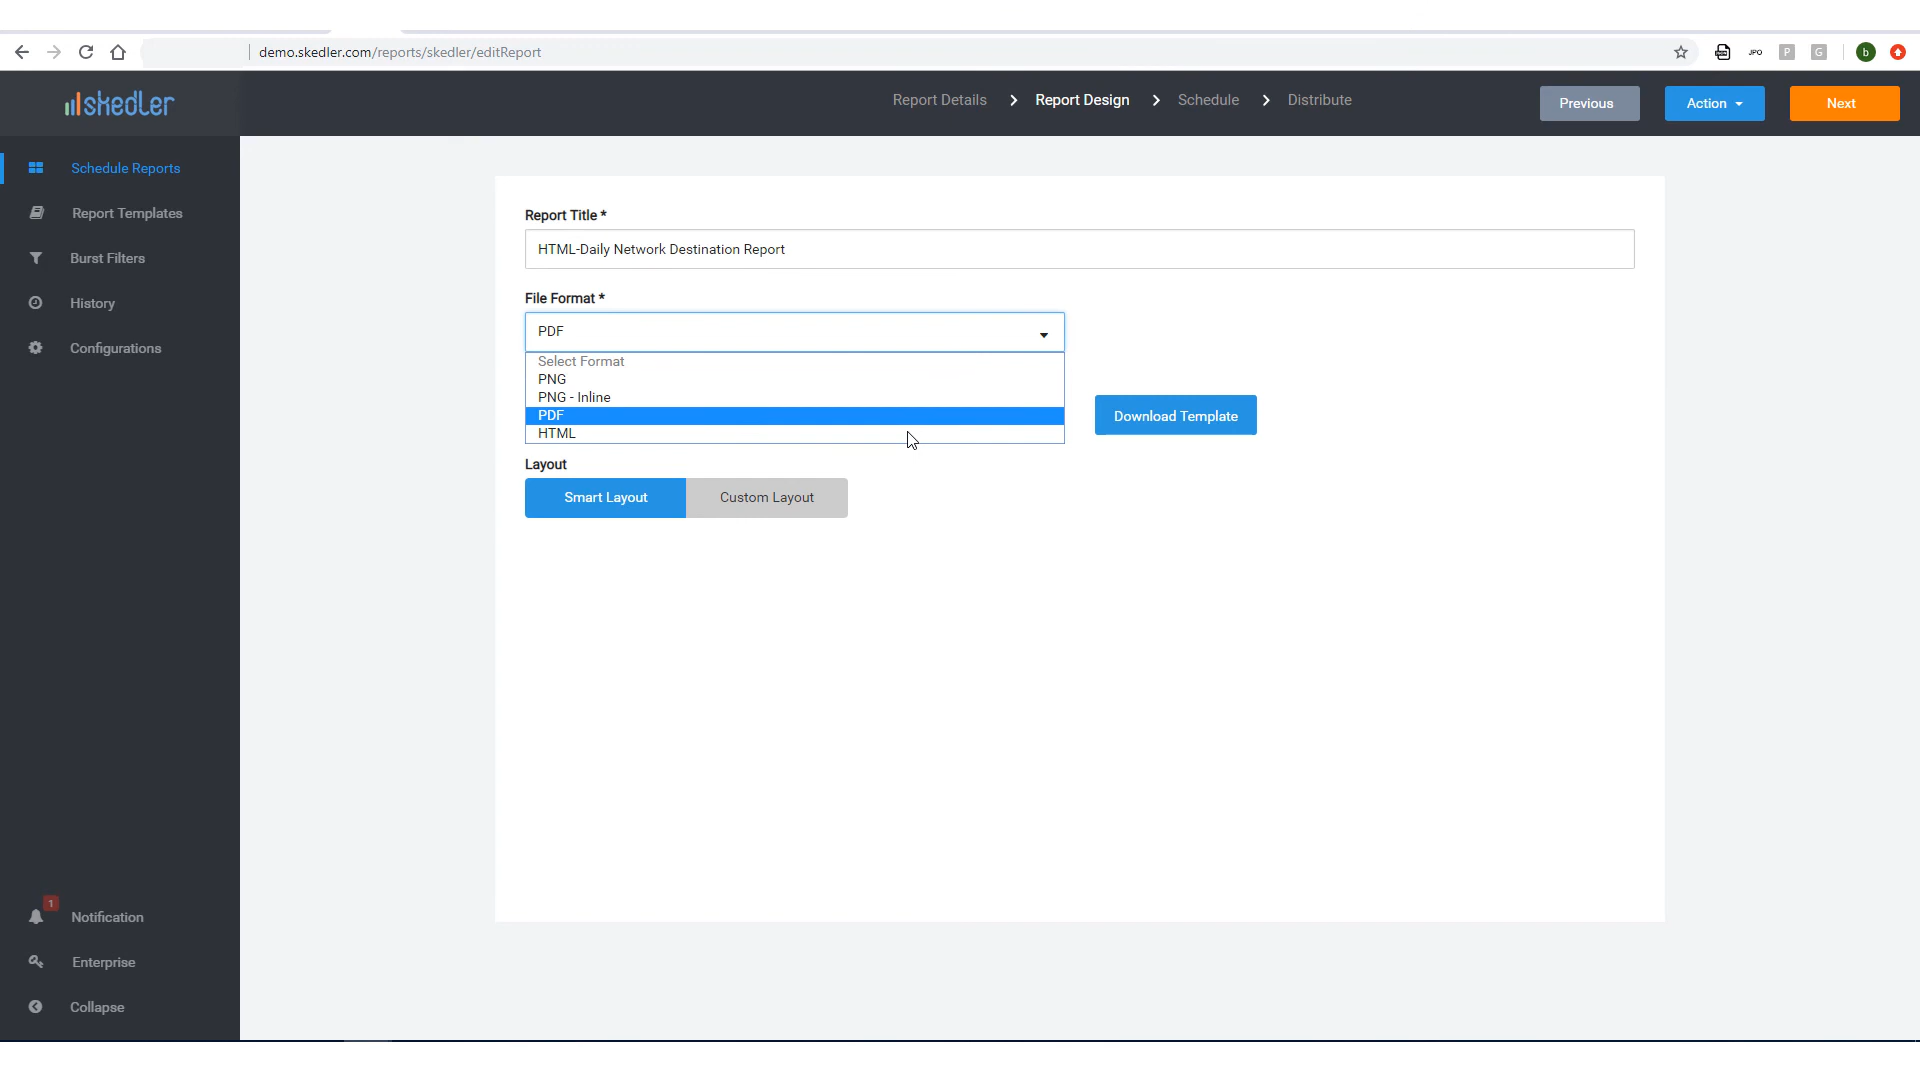 demo.skedler.com/reports/skedler/editReport
JPO
P
G
b
skedler
Report Details
Report Design
Schedule
Distribute
Previous
Action
Next
Schedule Reports
Report Templates
Burst Filters
History
Configurations
Report Title *
HTML-Daily Network Destination Report
File Format *
PDF
Select Format
PNG
PNG - Inline
PDF
HTML
Download Template
Layout
Smart Layout
Custom Layout
1
Notification
Enterprise
Collapse